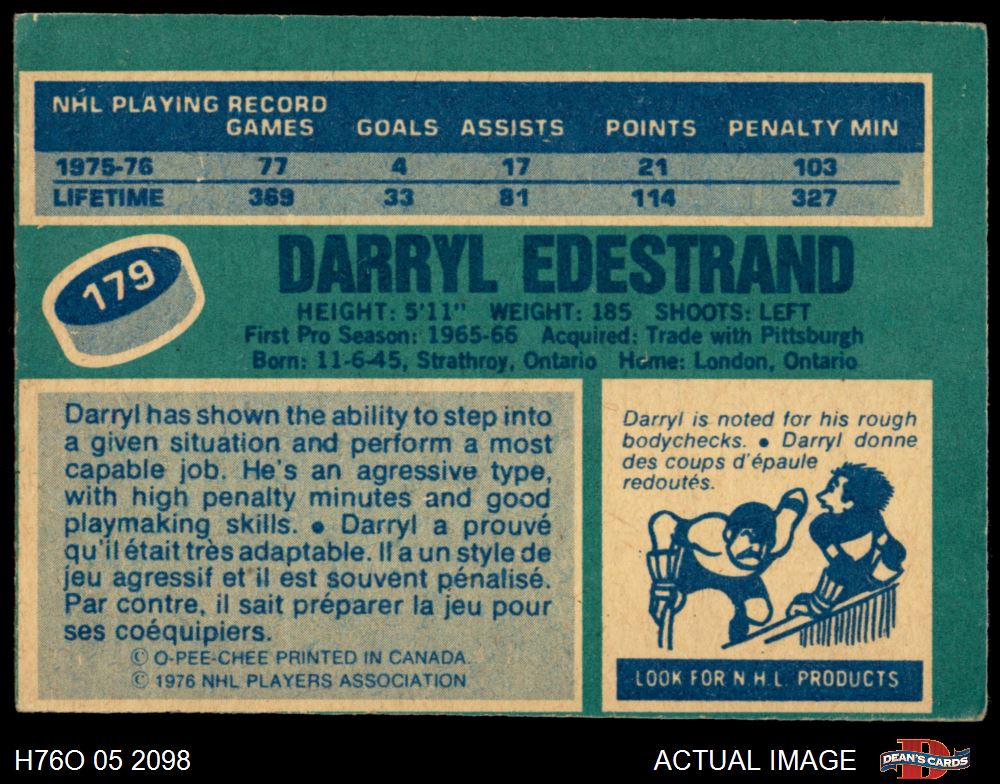 NHL PLAYING RECORD
GAMES GOALS ASSISTS POINTS PENALTY MIN
1975-76 77 4 17 21 103
LIFETIME 369 33 81 114 327
179
DARRYL EDESTRAND
HEIGHT: 5'11" WEIGHT: 185 SHOOTS: LEFT
First Pro Season: 1965-66 Acquired: Trade with Pittsburgh
Born: 11-6-45, Strathroy, Ontario Home: London, Ontario
Darryl has shown the ability to step into
a given situation and perform a most
capable job. He's an agressive type,
with high penalty minutes and good
playmaking skills. • Darryl a prouvé
qu'il était très adaptable. Il a un style de
jeu agressif et il est souvent pénalisé.
Par contre, il sait préparer la jeu pour
ses coéquipiers.
© O-PEE-CHEE PRINTED IN CANADA.
© 1976 NHL PLAYERS ASSOCIATION
Darryl is noted for his rough
bodychecks. • Darryl donne
des coups d'épaule
redoutés.
LOOK FOR N.H.L. PRODUCTS
H76O 05 2098
ACTUAL IMAGE
DEAN'S CARDS